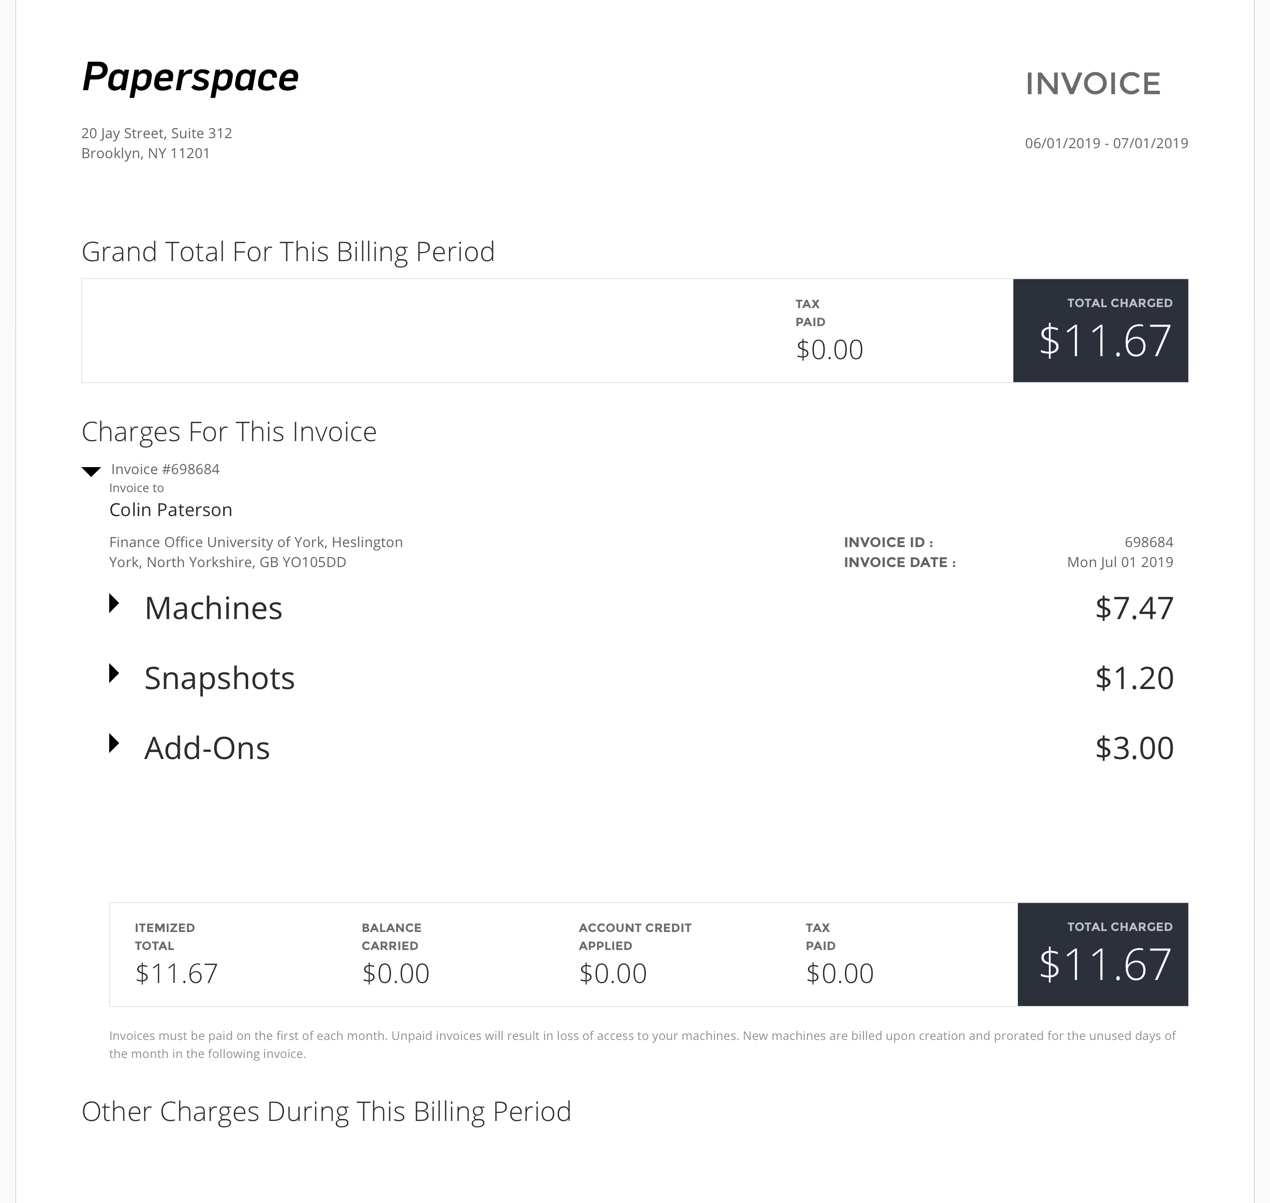 Paperspace
INVOICE
20 Jay Street, Suite 312
Brooklyn, NY 11201
06/01/2019 - 07/01/2019
Grand Total For This Billing Period
TAX
PAID
$0.00
TOTAL CHARGED
$11.67
Charges For This Invoice
Invoice #698684
Invoice to
Colin Paterson
Finance Office University of York, Heslington
York, North Yorkshire, GB YO105DD
INVOICE ID : 698684
INVOICE DATE : Mon Jul 01 2019
Machines $7.47
Snapshots $1.20
Add-Ons $3.00
ITEMIZED
TOTAL
$11.67
BALANCE
CARRIED
$0.00
ACCOUNT CREDIT
APPLIED
$0.00
TAX
PAID
$0.00
TOTAL CHARGED
$11.67
Invoices must be paid on the first of each month. Unpaid invoices will result in loss of access to your machines. New machines are billed upon creation and prorated for the unused days of
the month in the following invoice.
Other Charges During This Billing Period